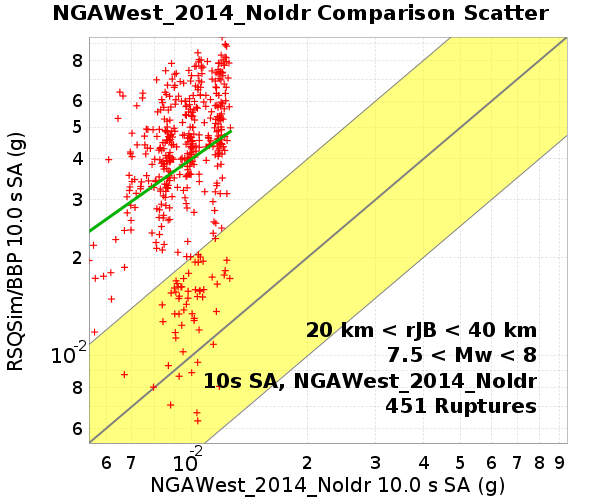 NGAWest_2014_NoIdr Comparison Scatter
RSQSim/BBP 10.0 s SA (g)
8
6
5
4
3
2
10-2
8
6
20 km < rJB < 40 km
7.5 < Mw < 8
10s SA, NGAWest_2014_NoIdr
451 Ruptures
6 7 8 10-2 2 3 4 5 6 7 8 9
NGAWest_2014_NoIdr 10.0 s SA (g)